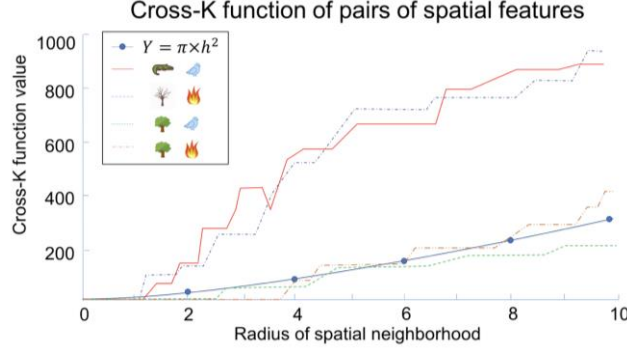 Cross-K function of pairs of spatial features
Cross-K function value
1000
800
600
400
200
Y = π×h²
0
2
4
6
8
10
Radius of spatial neighborhood